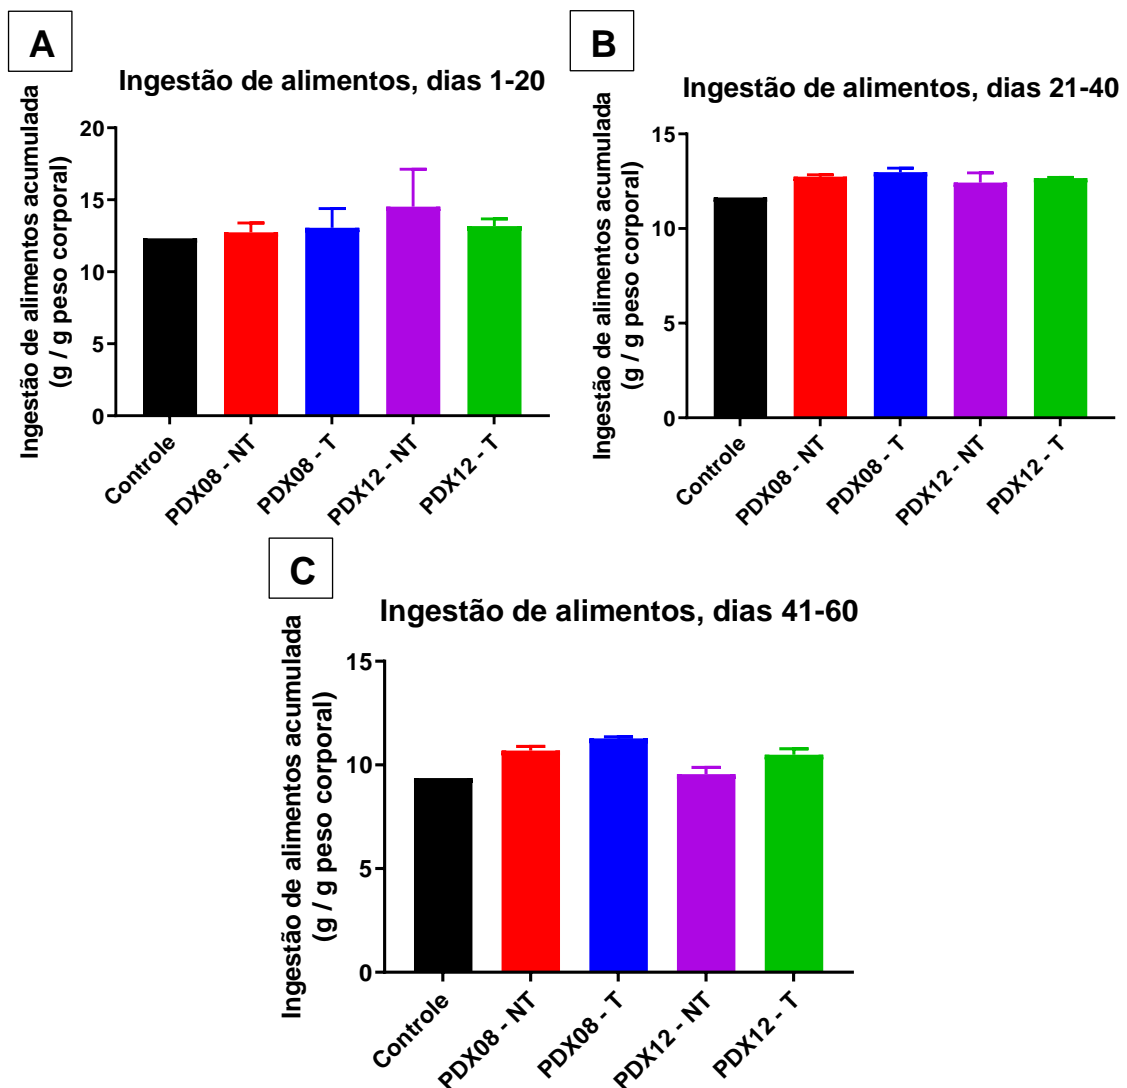 A
Ingestão de alimentos, dias 1-20
Ingestão de alimentos acumulada
(g / g peso corporal)
20
15
10
5
0
Controle
PDX08 - NT
PDX08 - T
PDX12 - NT
PDX12 - T
B
Ingestão de alimentos, dias 21-40
Ingestão de alimentos acumulada
(g / g peso corporal)
15
10
5
0
Controle
PDX08 - NT
PDX08 - T
PDX12 - NT
PDX12 - T
C
Ingestão de alimentos, dias 41-60
Ingestão de alimentos acumulada
(g / g peso corporal)
15
10
5
0
Controle
PDX08 - NT
PDX08 - T
PDX12 - NT
PDX12 - T